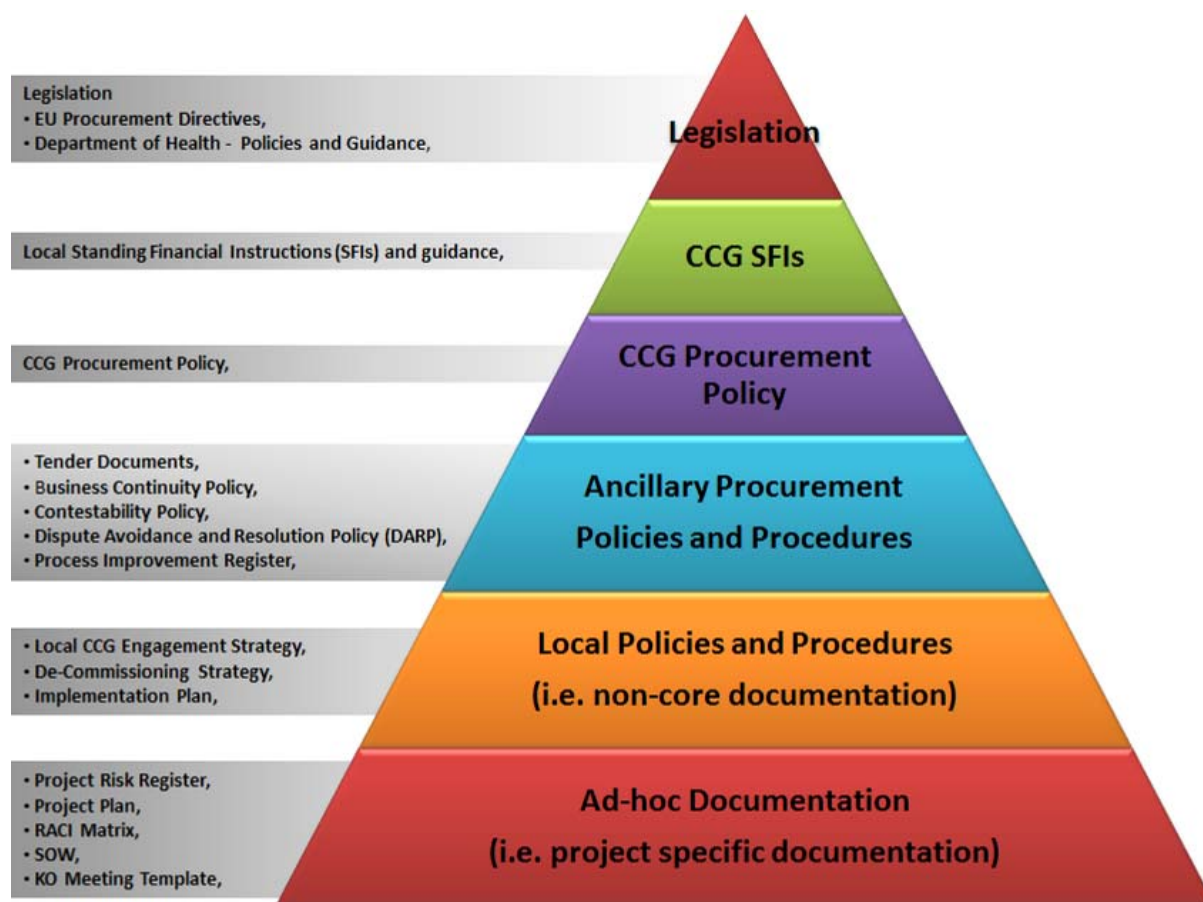 Legislation
• EU Procurement Directives,
• Department of Health - Policies and Guidance,
Legislation
Local Standing Financial Instructions (SFIs) and guidance,
CCG SFIs
CCG Procurement Policy,
CCG Procurement
Policy
• Tender Documents,
• Business Continuity Policy,
• Contestability Policy,
• Dispute Avoidance and Resolution Policy (DARP),
• Process Improvement Register,
Ancillary Procurement
Policies and Procedures
• Local CCG Engagement Strategy,
• De-Commissioning Strategy,
• Implementation Plan,
Local Policies and Procedures
(i.e. non-core documentation)
• Project Risk Register,
• Project Plan,
• RACI Matrix,
• SOW,
• KO Meeting Template,
Ad-hoc Documentation
(i.e. project specific documentation)